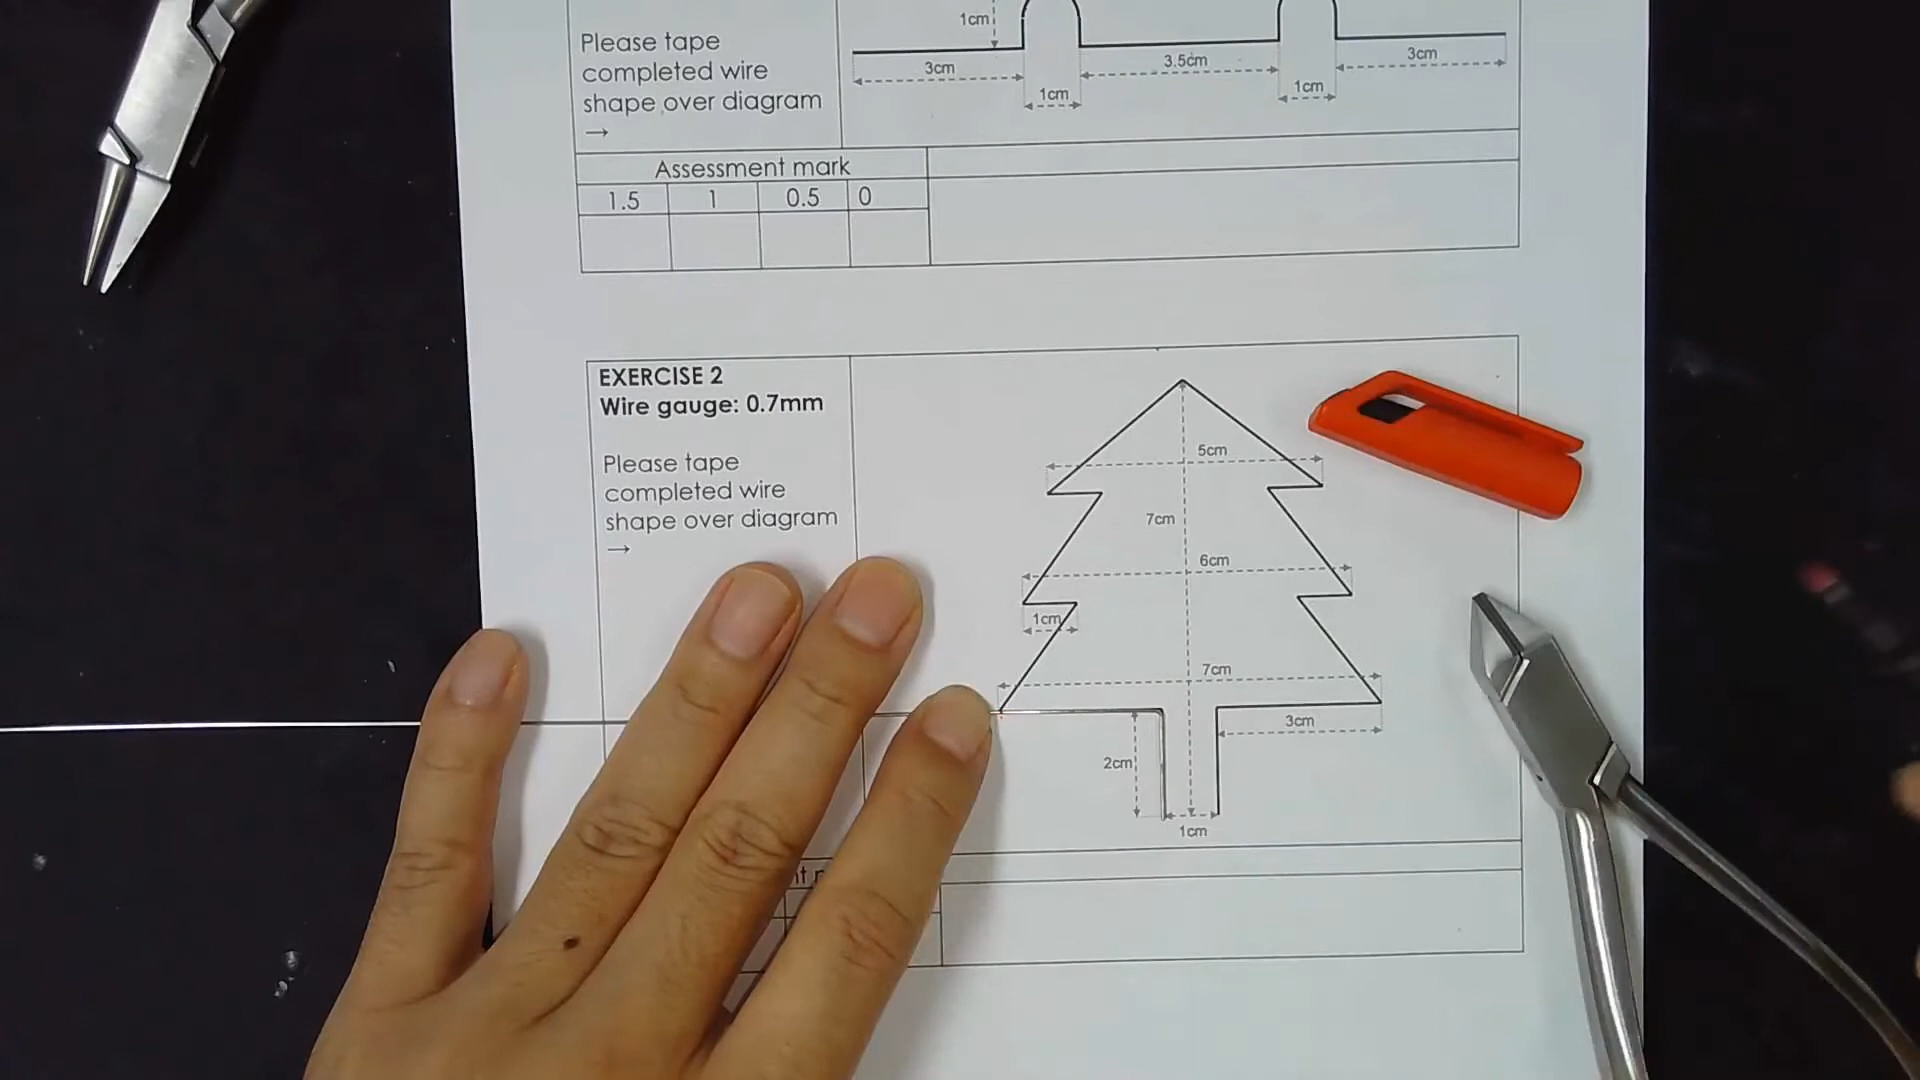 1cm
Please tape
completed wire
shape over diagram
→
3cm
3.5cm
3cm
1cm
1cm
Assessment mark
1.5 1 0.5 0
EXERCISE 2
Wire gauge: 0.7mm
Please tape
completed wire
shape over diagram
→
5cm
7cm
6cm
1cm
7cm
3cm
2cm
1cm